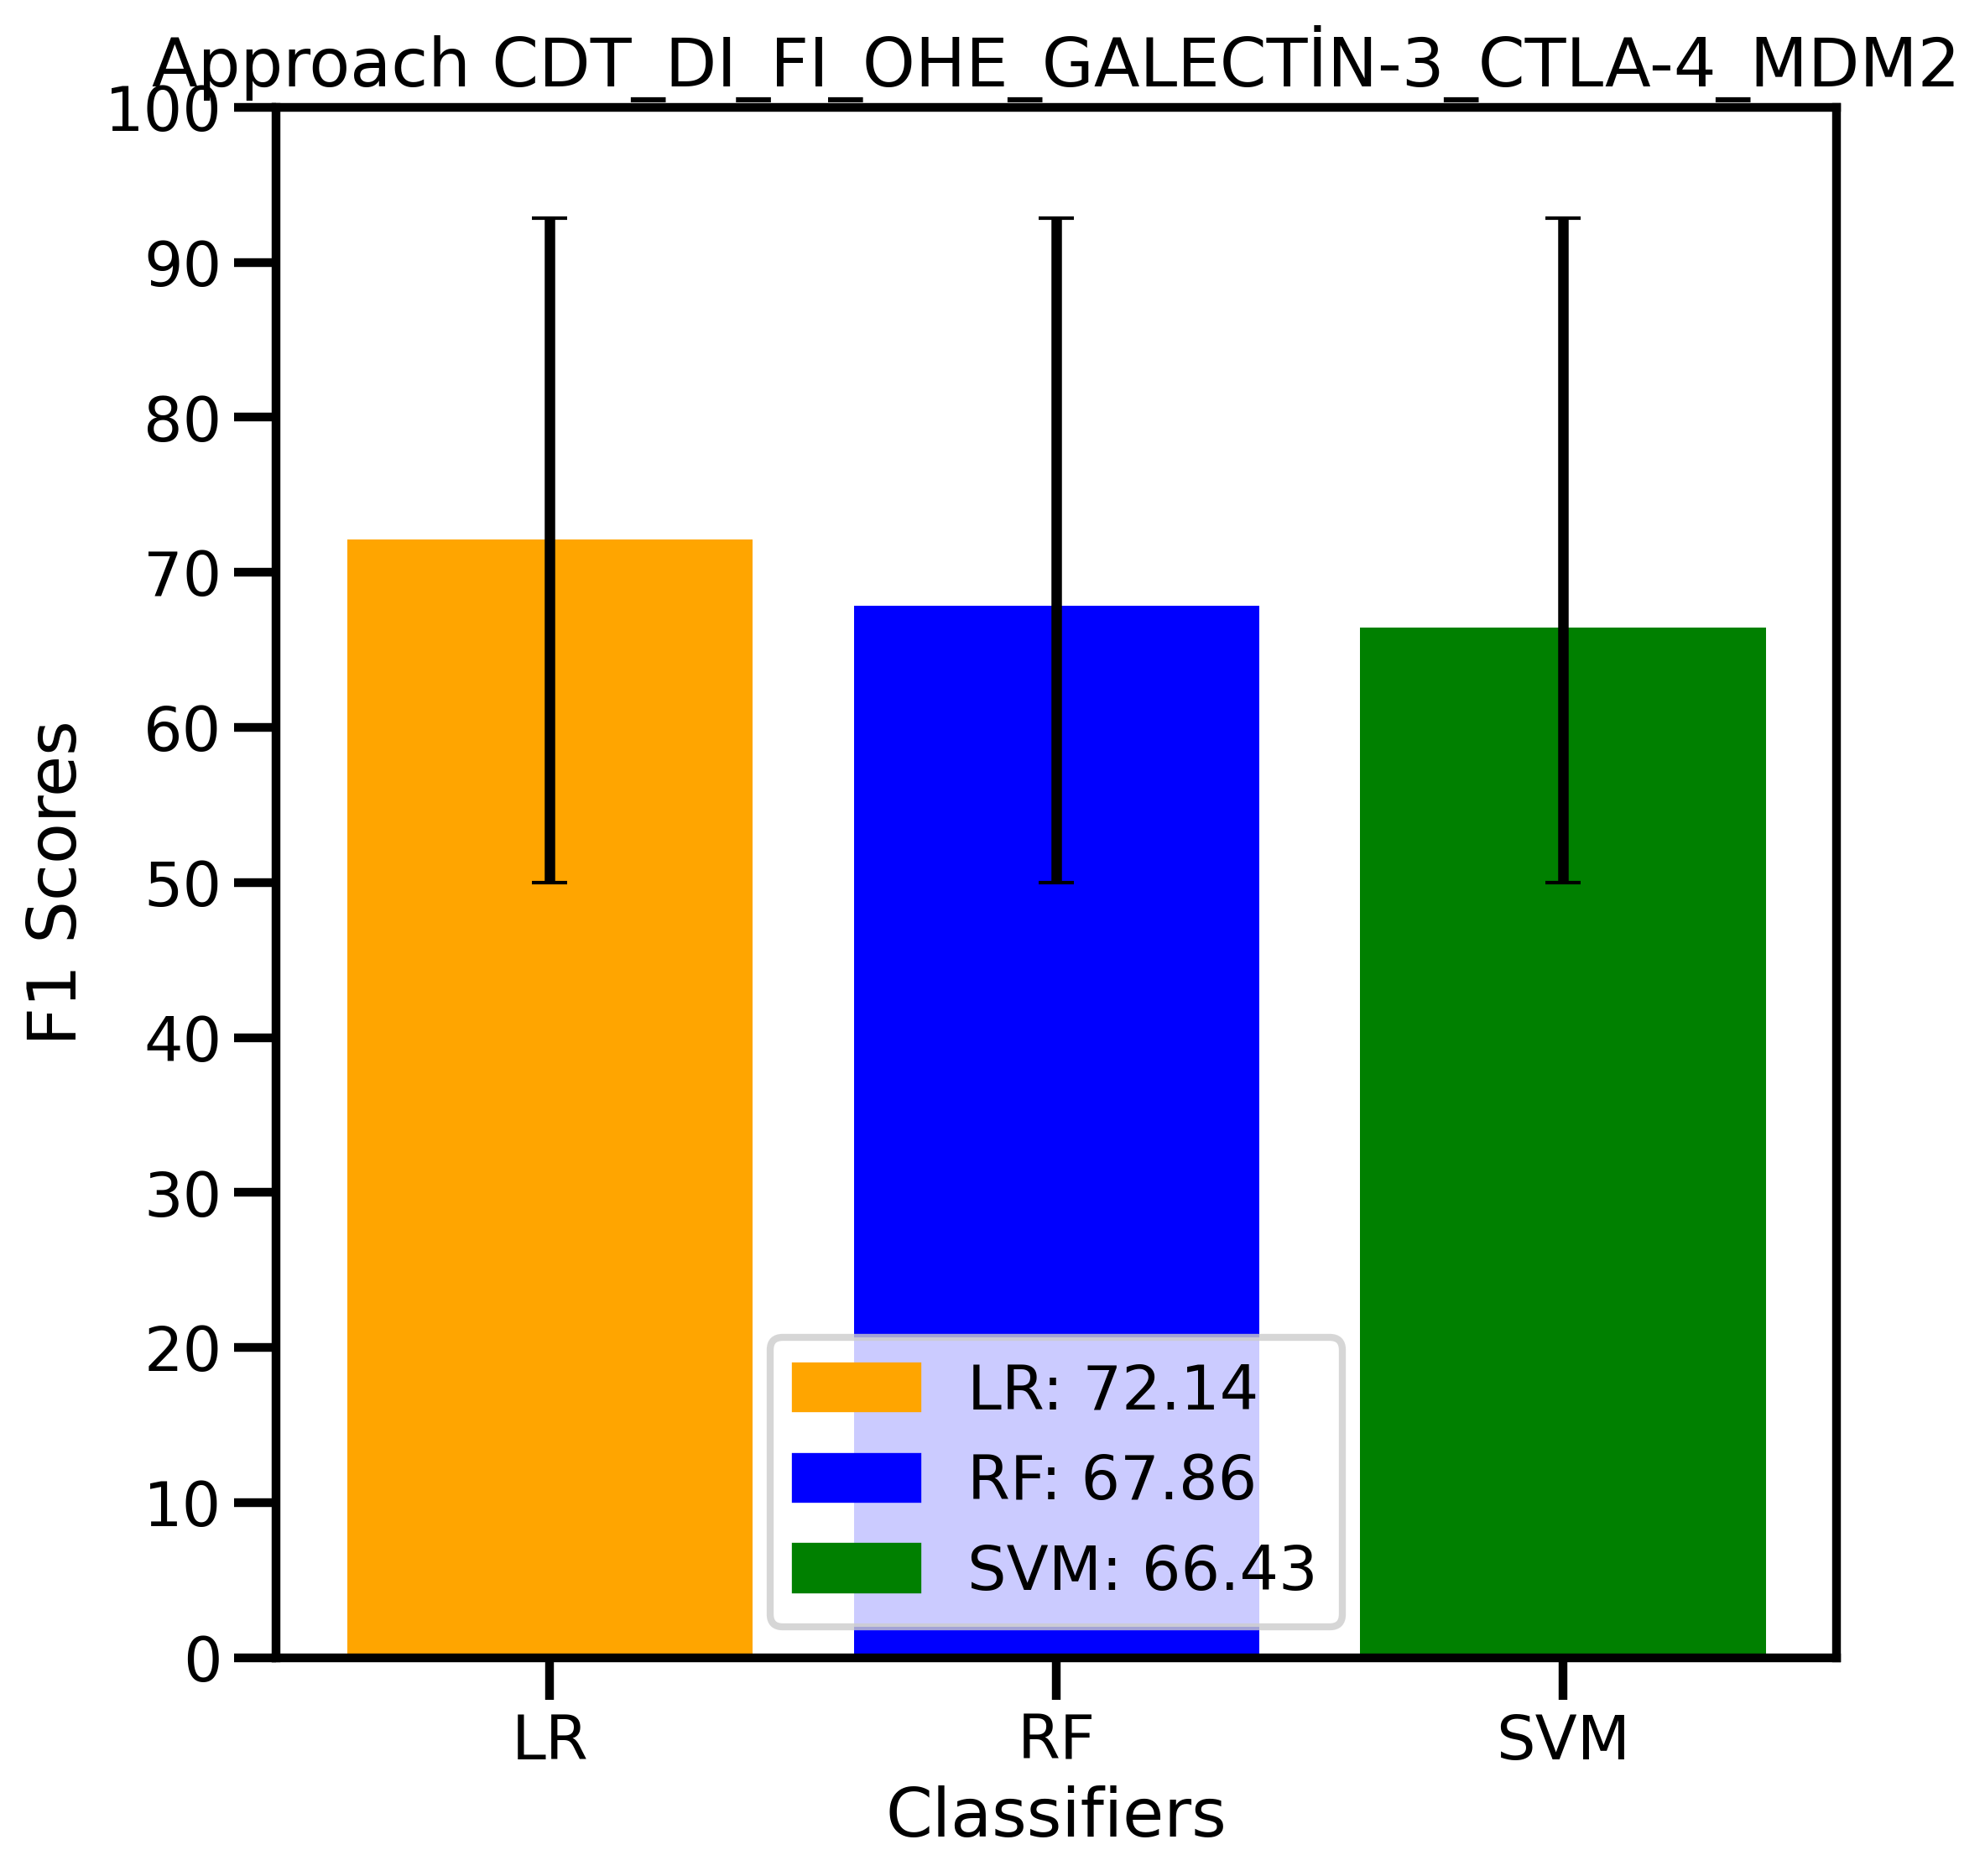 Approach CDT_DI_FI_OHE_GALECTİN-3_CTLA-4_MDM2
100
90
80
70
60
50
40
30
20
10
0
F1 Scores
LR: 72.14
RF: 67.86
SVM: 66.43
LR RF SVM
Classifiers